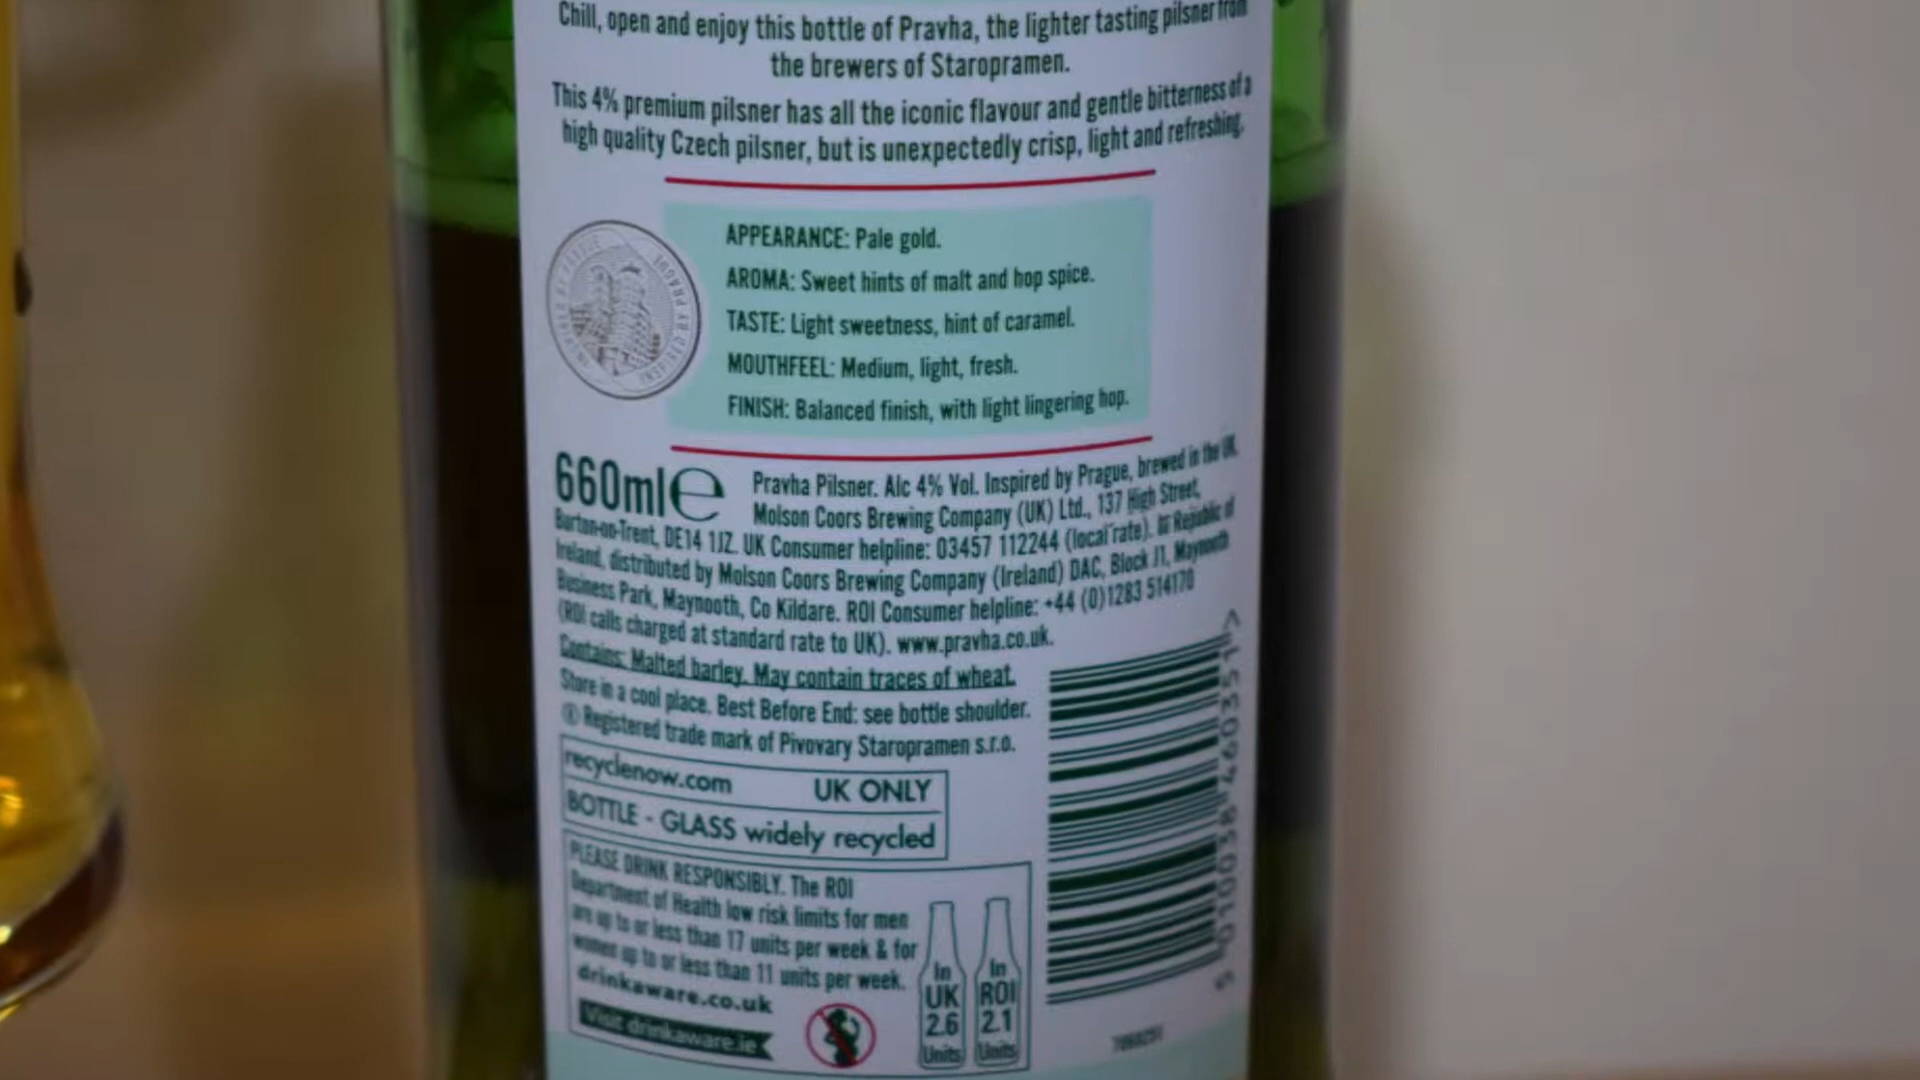 Chill, open and enjoy this bottle of Pravha, the lighter tasting pilsner from
the brewers of Staropramen.
This 4% premium pilsner has all the iconic flavour and gentle bitterness of a
high quality Czech pilsner, but is unexpectedly crisp, light and refreshing.
APPEARANCE: Pale gold.
AROMA: Sweet hints of malt and hop spice.
TASTE: Light sweetness, hint of caramel.
MOUTHFEEL: Medium, light, fresh.
FINISH: Balanced finish, with light lingering hop.
660ml℮
Pravha Pilsner. Alc 4% Vol. Inspired by Prague, brewed in the UK.
Molson Coors Brewing Company (UK) Ltd., 137 High Street,
Burton-on-Trent, DE14 1JZ. UK Consumer helpline: 03457 112244 (local rate). In Republic of
Ireland, distributed by Molson Coors Brewing Company (Ireland) DAC, Block J1, Maynooth
Business Park, Maynooth, Co Kildare. ROI Consumer helpline: +44 (0)1283 514170
(ROI calls charged at standard rate to UK). www.pravha.co.uk.
Contains: Malted barley. May contain traces of wheat.
Store in a cool place. Best Before End: see bottle shoulder.
® Registered trade mark of Pivovary Staropramen s.r.o.
recyclenow.com UK ONLY
BOTTLE - GLASS widely recycled
PLEASE DRINK RESPONSIBLY. The ROI
Department of Health low risk limits for men
are up to or less than 17 units per week & for
women up to or less than 11 units per week.
drinkaware.co.uk
Visit drinkaware.ie
In
UK
2.6
Units
In
ROI
2.1
Units
5 010038 460351 >